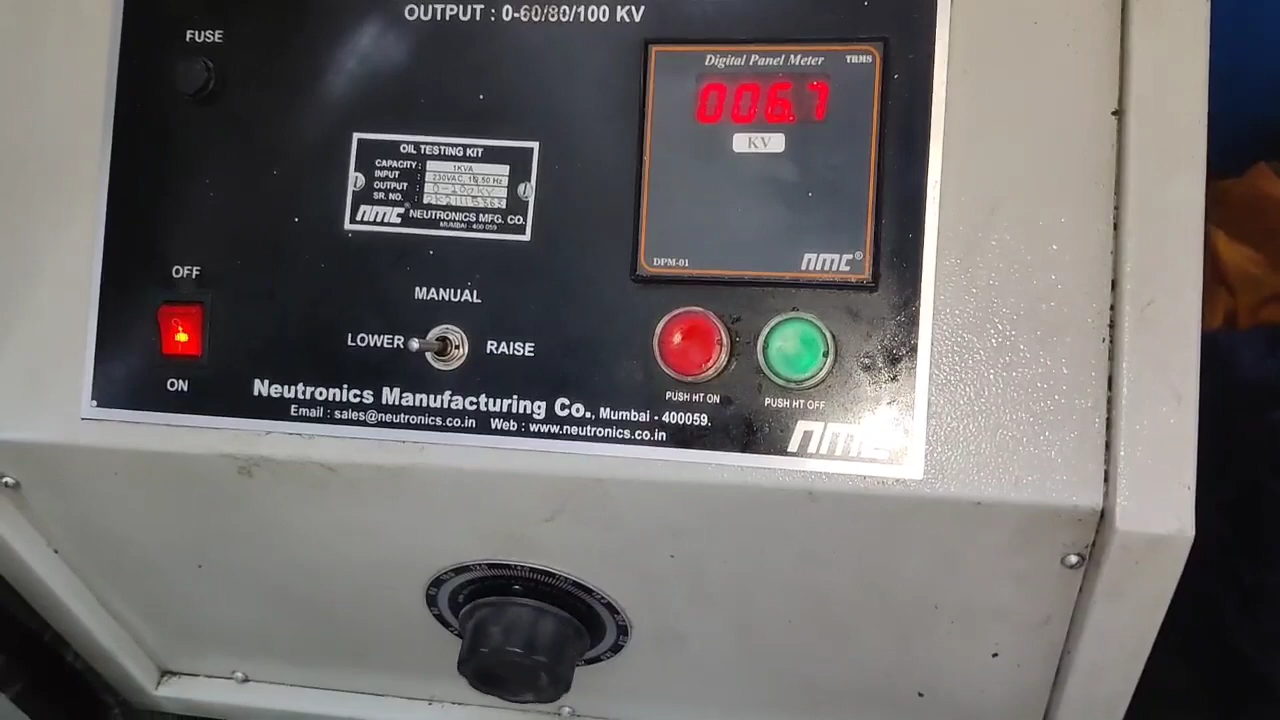 OUTPUT : 0-60/80/100 KV
FUSE
Digital Panel Meter
TRMS
006.7
KV
DPM-01
nmc®
OIL TESTING KIT
CAPACITY : 1KVA
INPUT : 230VAC, 1Φ, 50 Hz
OUTPUT : 0-100KV
SR. NO. :
nmc® NEUTRONICS MFG. CO.
MUMBAI - 400 059
OFF
ON
MANUAL
LOWER
RAISE
PUSH HT ON
PUSH HT OFF
Neutronics Manufacturing Co., Mumbai - 400059.
Email : sales@neutronics.co.in Web : www.neutronics.co.in
nmc